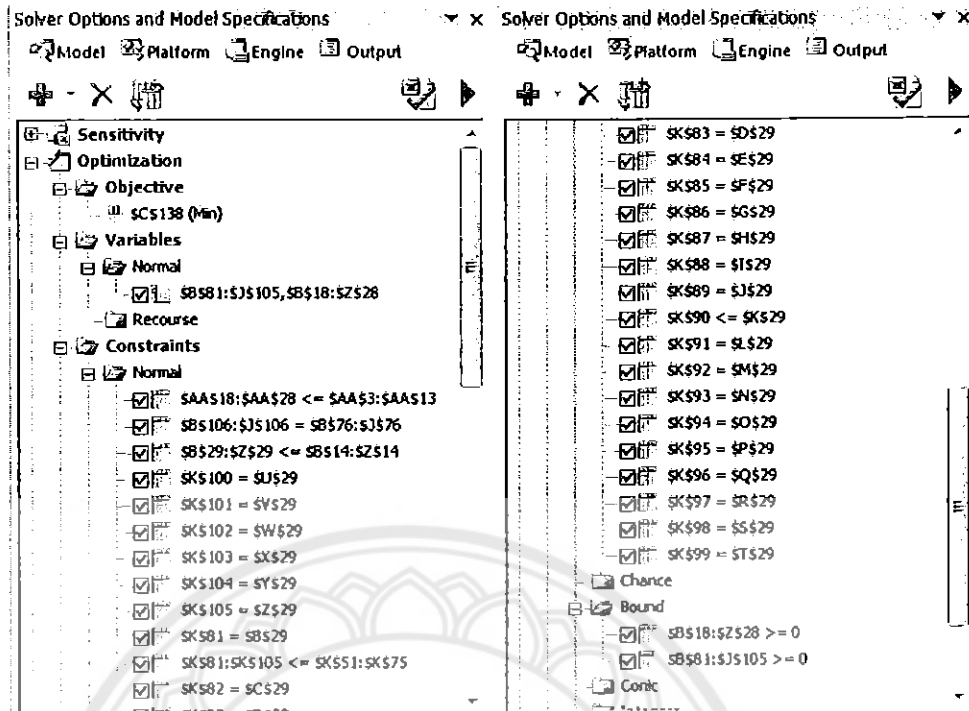 Solver Options and Model Specifications
Model Platform Engine Output
Sensitivity
Optimization
Objective
$C$138 (Min)
Variables
Normal
$B$81:$J$105,$B$18:$Z$28
Recourse
Constraints
Normal
$AA$18:$AA$28 <= $AA$3:$AA$13
$B$106:$J$106 = $B$76:$J$76
$B$29:$Z$29 <= $B$14:$Z$14
$K$100 = $U$29
$K$101 = $V$29
$K$102 = $W$29
$K$103 = $X$29
$K$104 = $Y$29
$K$105 = $Z$29
$K$81 = $B$29
$K$81:$K$105 <= $K$51:$K$75
$K$82 = $C$29
Solver Options and Model Specifications
Model Platform Engine Output
$K$83 = $D$29
$K$84 = $E$29
$K$85 = $F$29
$K$86 = $G$29
$K$87 = $H$29
$K$88 = $I$29
$K$89 = $J$29
$K$90 <= $K$29
$K$91 = $L$29
$K$92 = $M$29
$K$93 = $N$29
$K$94 = $O$29
$K$95 = $P$29
$K$96 = $Q$29
$K$97 = $R$29
$K$98 = $S$29
$K$99 = $T$29
Chance
Bound
$B$18:$Z$28 >= 0
$B$81:$J$105 >= 0
Conic